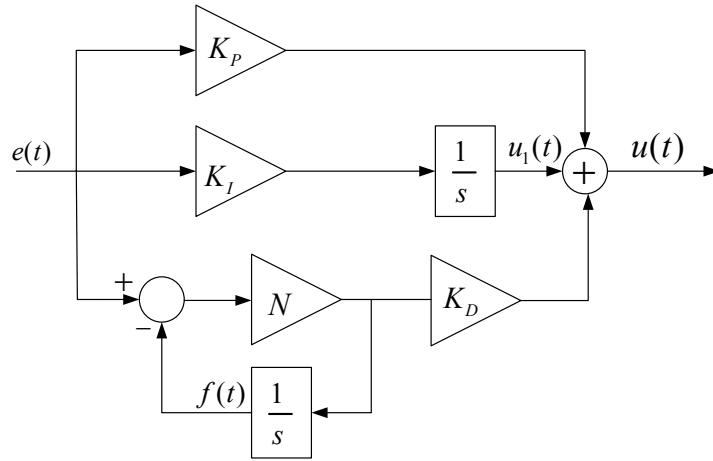 K_P
e(t)
K_I
1/s
u_1(t)
+
u(t)
+
−
N
K_D
f(t)
1/s